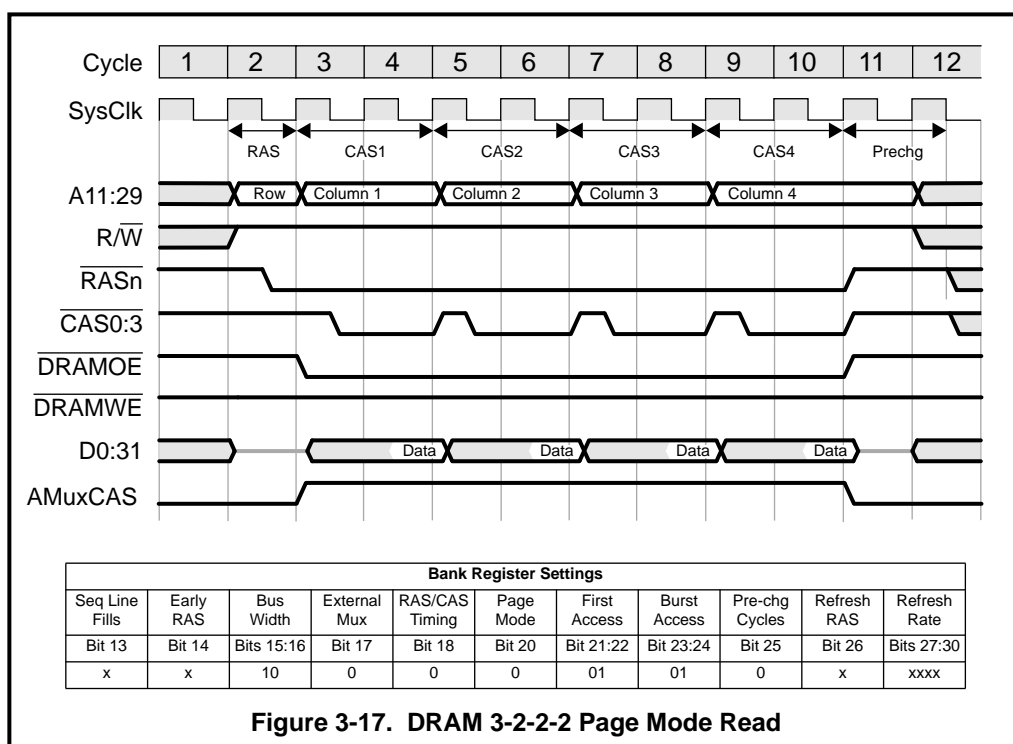 Cycle 1 2 3 4 5 6 7 8 9 10 11 12
SysClk
RAS CAS1 CAS2 CAS3 CAS4 Prechg
A11:29 Row Column 1 Column 2 Column 3 Column 4
R/W̅
R̅A̅S̅n̅
C̅A̅S̅0̅:̅3̅
D̅R̅A̅M̅O̅E̅
D̅R̅A̅M̅W̅E̅
D0:31 Data Data Data Data
AMuxCAS
Bank Register Settings
Seq Line Fills Early RAS Bus Width External Mux RAS/CAS Timing Page Mode First Access Burst Access Pre-chg Cycles Refresh RAS Refresh Rate
Bit 13 Bit 14 Bits 15:16 Bit 17 Bit 18 Bit 20 Bit 21:22 Bit 23:24 Bit 25 Bit 26 Bits 27:30
x x 10 0 0 0 01 01 0 x xxxx
Figure 3-17. DRAM 3-2-2-2 Page Mode Read